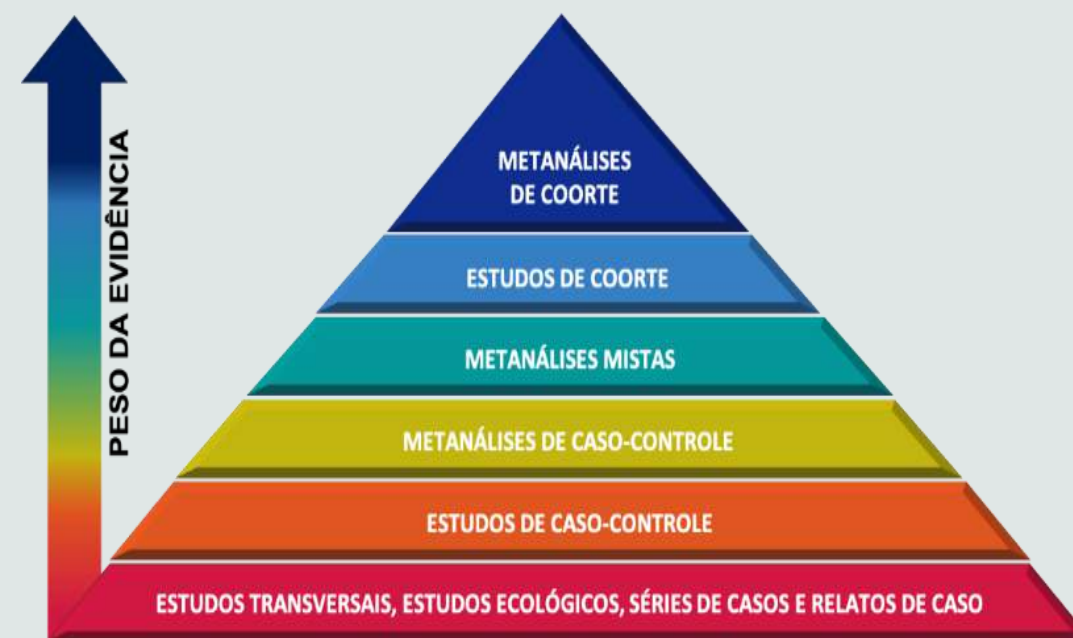 PESO DA EVIDÊNCIA
METANÁLISES
DE COORTE
ESTUDOS DE COORTE
METANÁLISES MISTAS
METANÁLISES DE CASO-CONTROLE
ESTUDOS DE CASO-CONTROLE
ESTUDOS TRANSVERSAIS, ESTUDOS ECOLÓGICOS, SÉRIES DE CASOS E RELATOS DE CASO